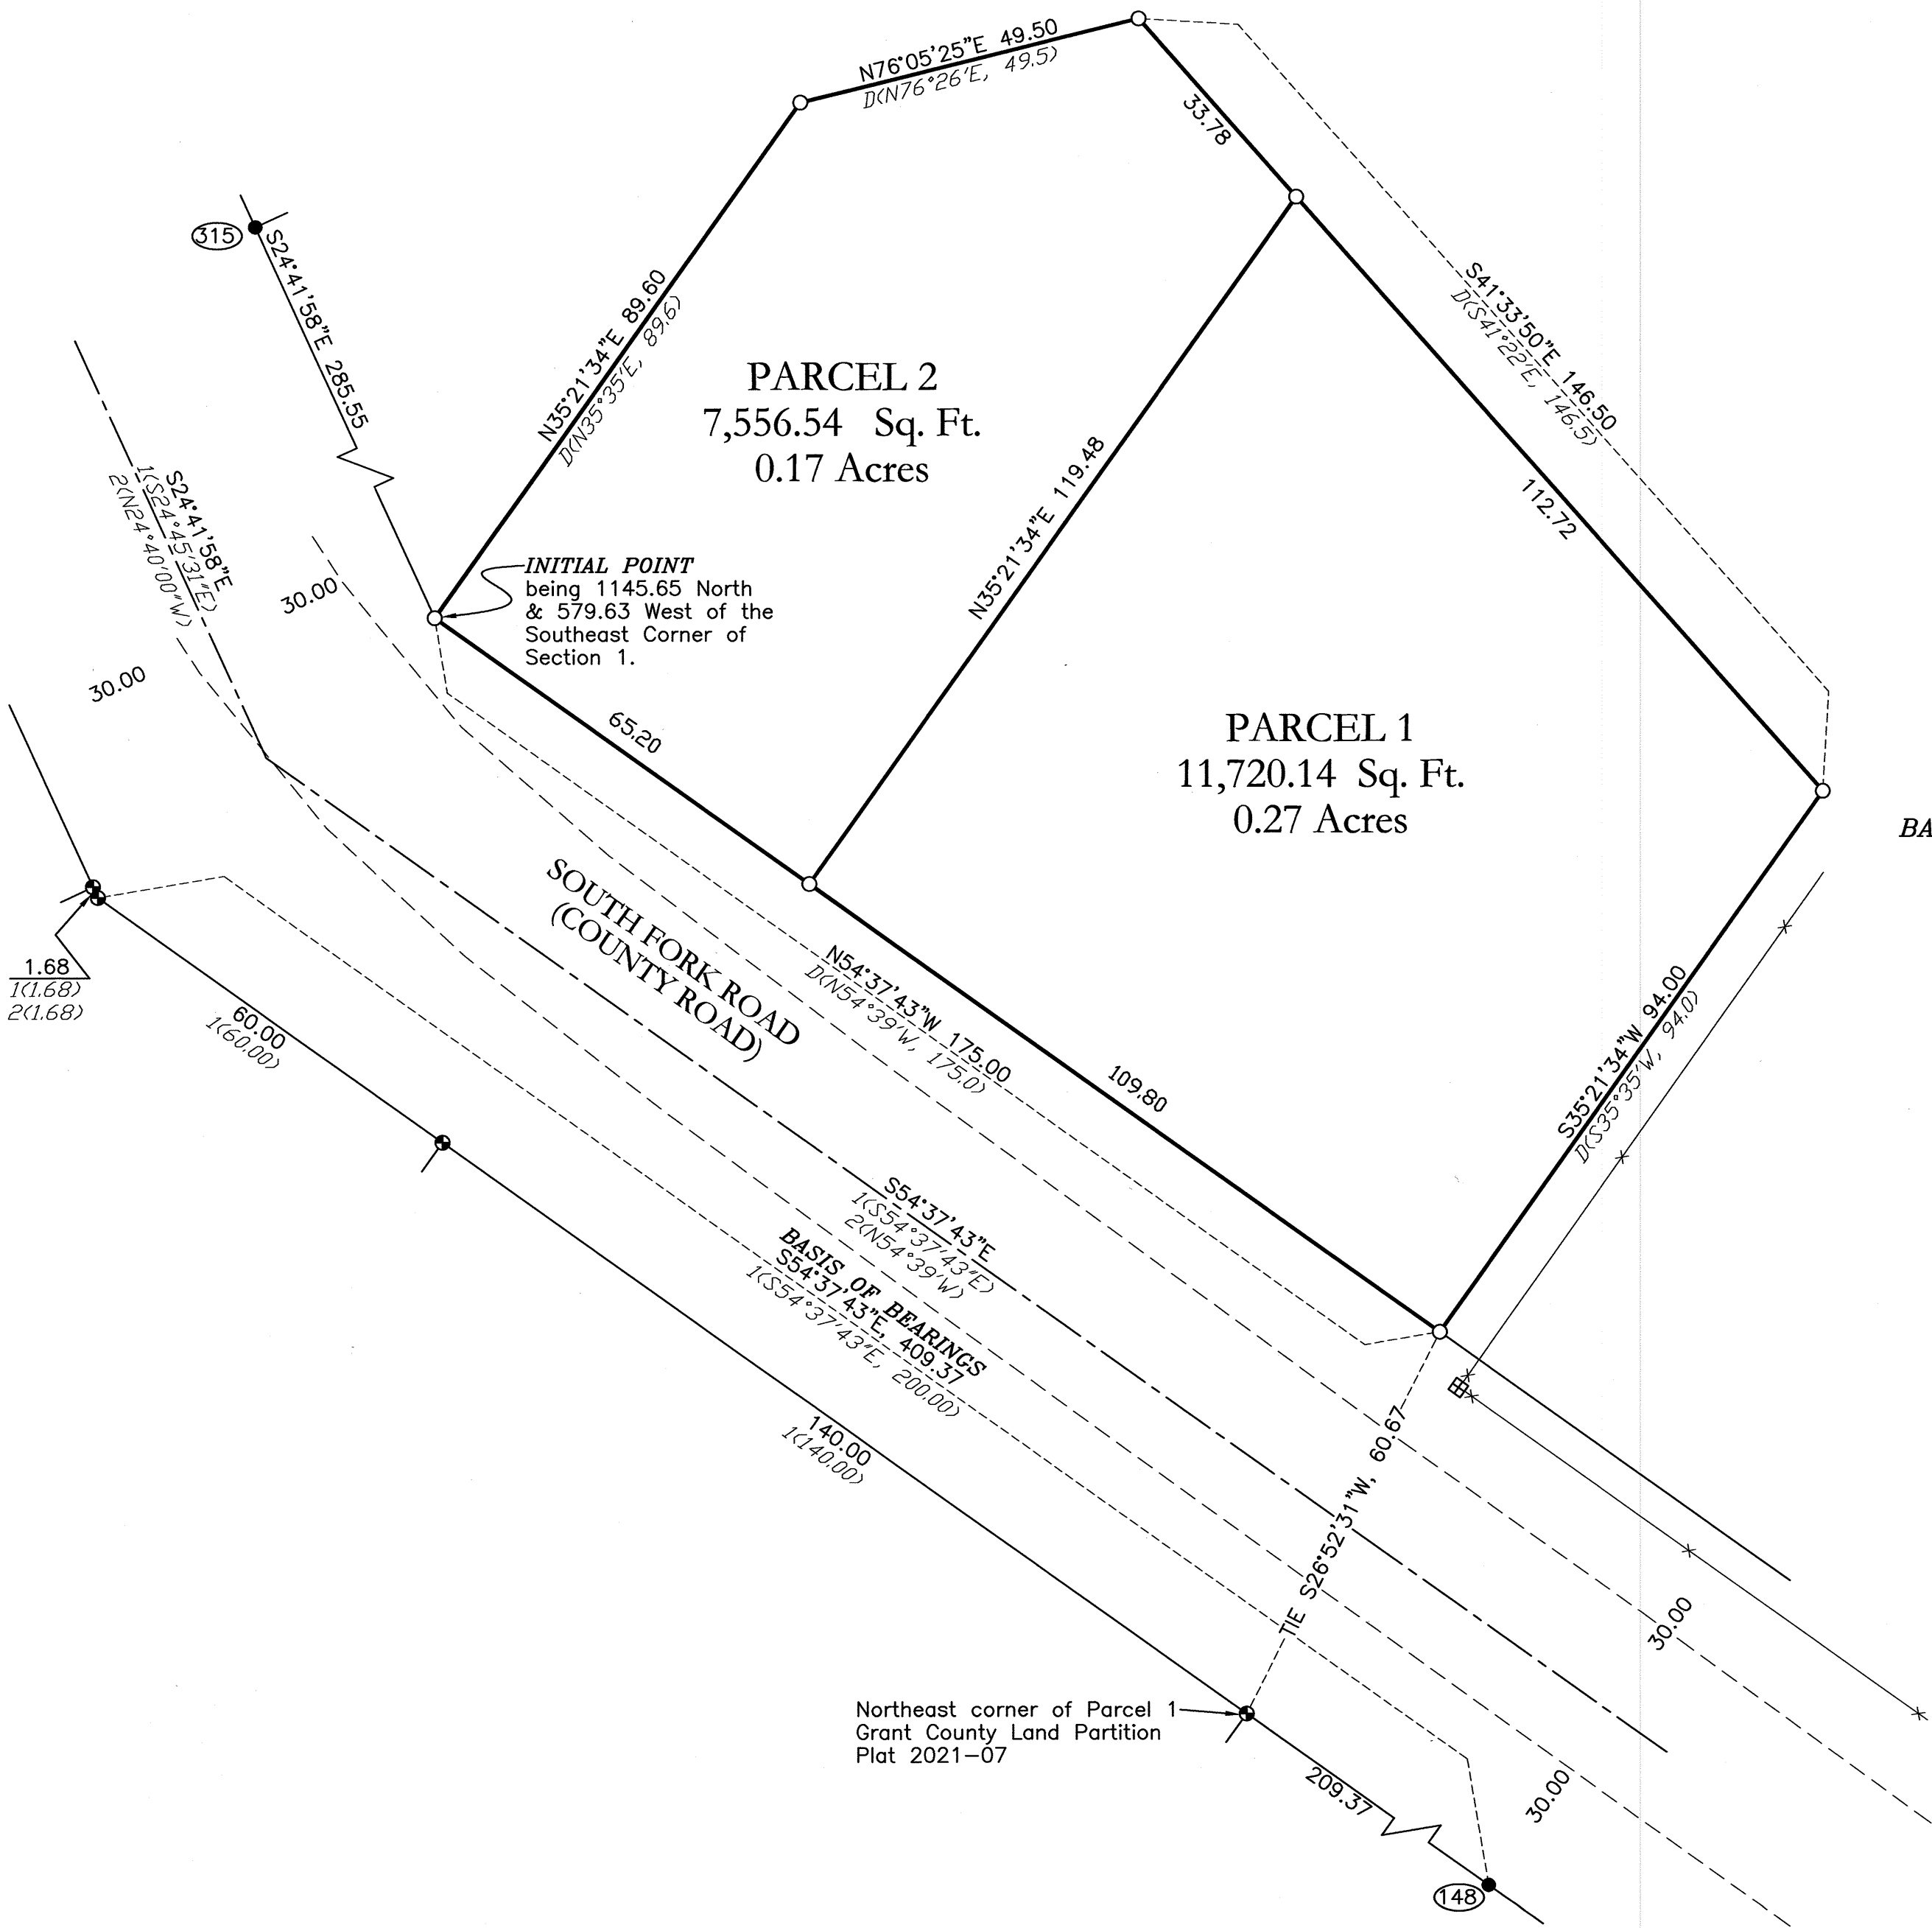 N76°05'25"E 49.50
D(N76°26'E, 49.5)
33.78
315
S24°41'58"E 285.55
N35°21'34"E 89.60
D(N35°35'E, 89.6)
S41°33'50"E 146.50
D(S41°22'E, 146.5)
PARCEL 2
7,556.54 Sq. Ft.
0.17 Acres
N35°21'34"E 119.48
112.72
S24°41'58"E
1(S24°45'31"E)
2(N24°40'00"W)
30.00
30.00
INITIAL POINT
being 1145.65 North
& 579.63 West of the
Southeast Corner of
Section 1.
65.20
PARCEL 1
11,720.14 Sq. Ft.
0.27 Acres
BA
SOUTH FORK ROAD
(COUNTY ROAD)
1.68
1(1.68)
2(1.68)
60.00
1(60.00)
N54°37'43"W 175.00
D(N54°39'W, 175.0)
109.80
S35°21'34"W 94.00
D(S35°35'W, 94.0)
S54°37'43"E
1(S54°37'43"E)
2(N54°39'W)
BASIS OF BEARINGS
S54°37'43"E, 409.37
1(S54°37'43"E, 200.00)
140.00
1(140.00)
TIE S26°52'31"W, 60.67
30.00
30.00
Northeast corner of Parcel 1
Grant County Land Partition
Plat 2021-07
209.37
148